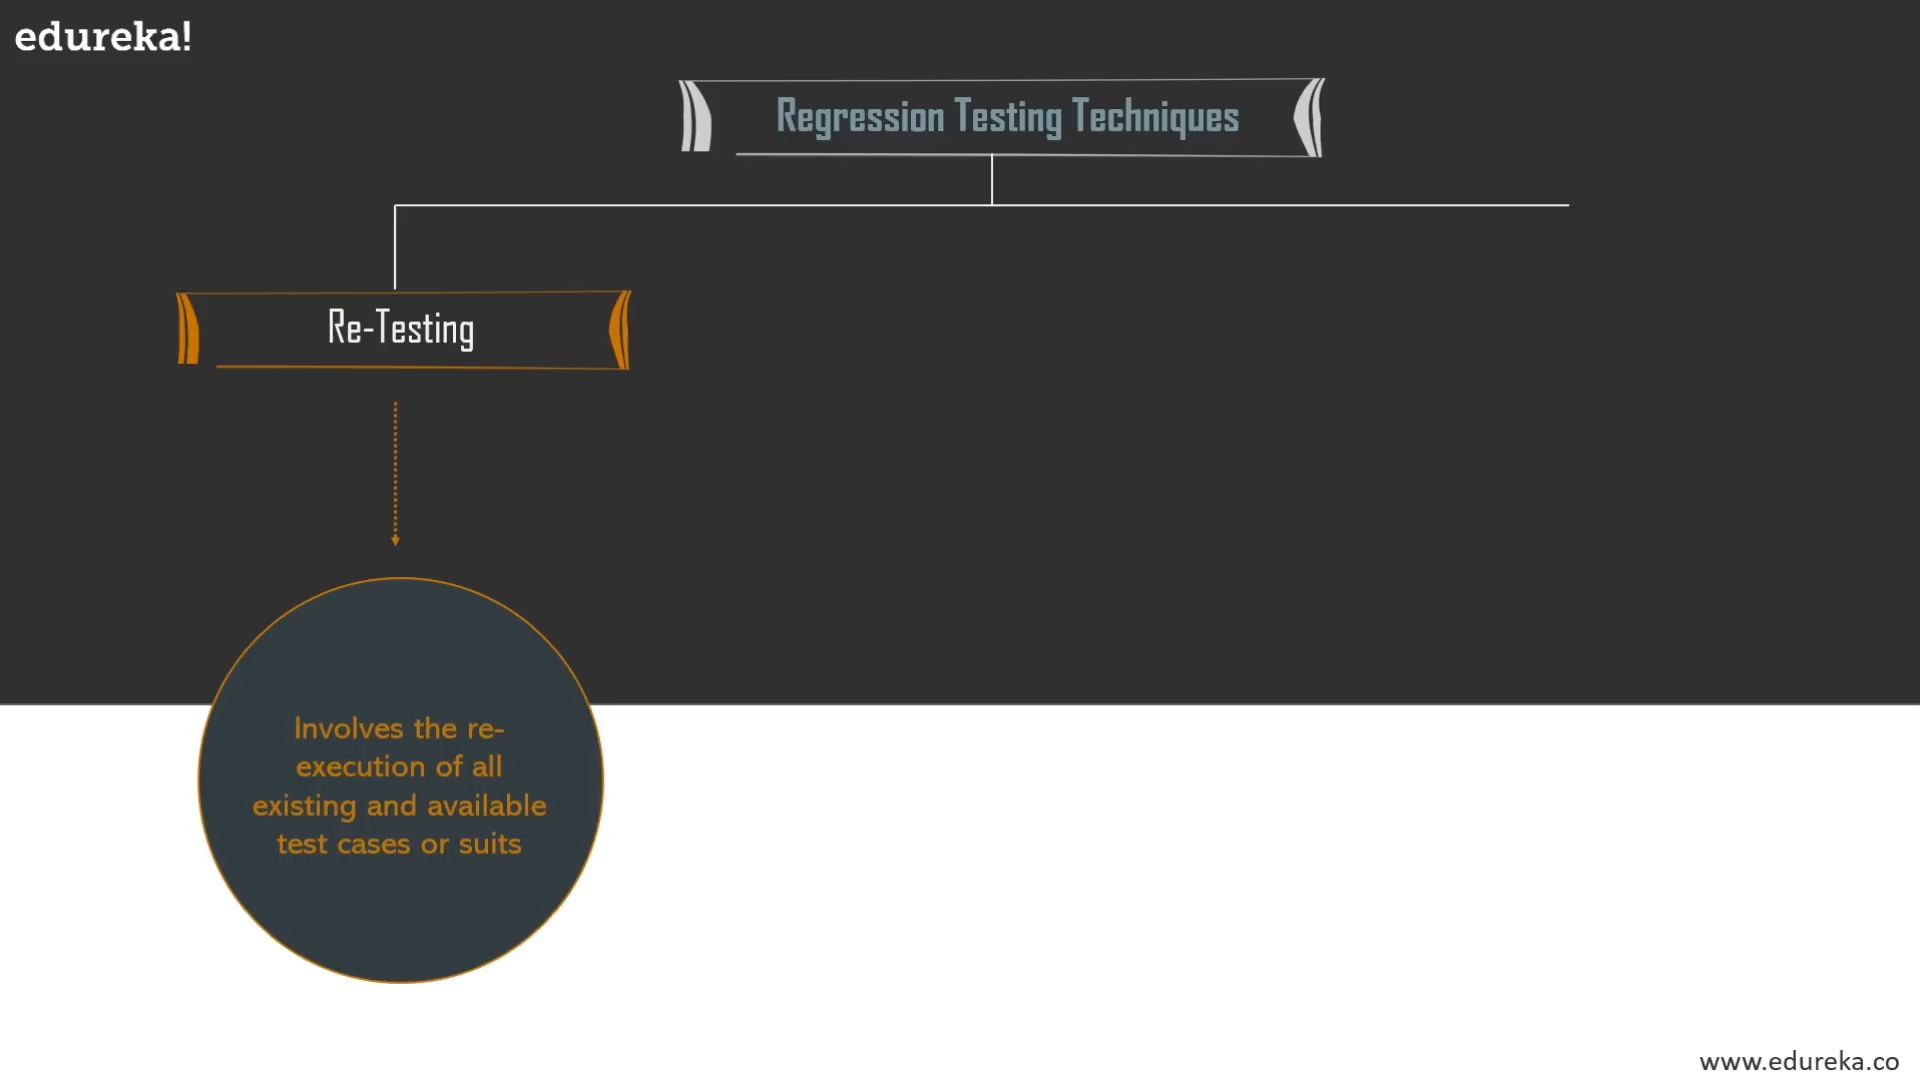 edureka!
Regression Testing Techniques
Re-Testing
Involves the re-
execution of all
existing and available
test cases or suits
www.edureka.co